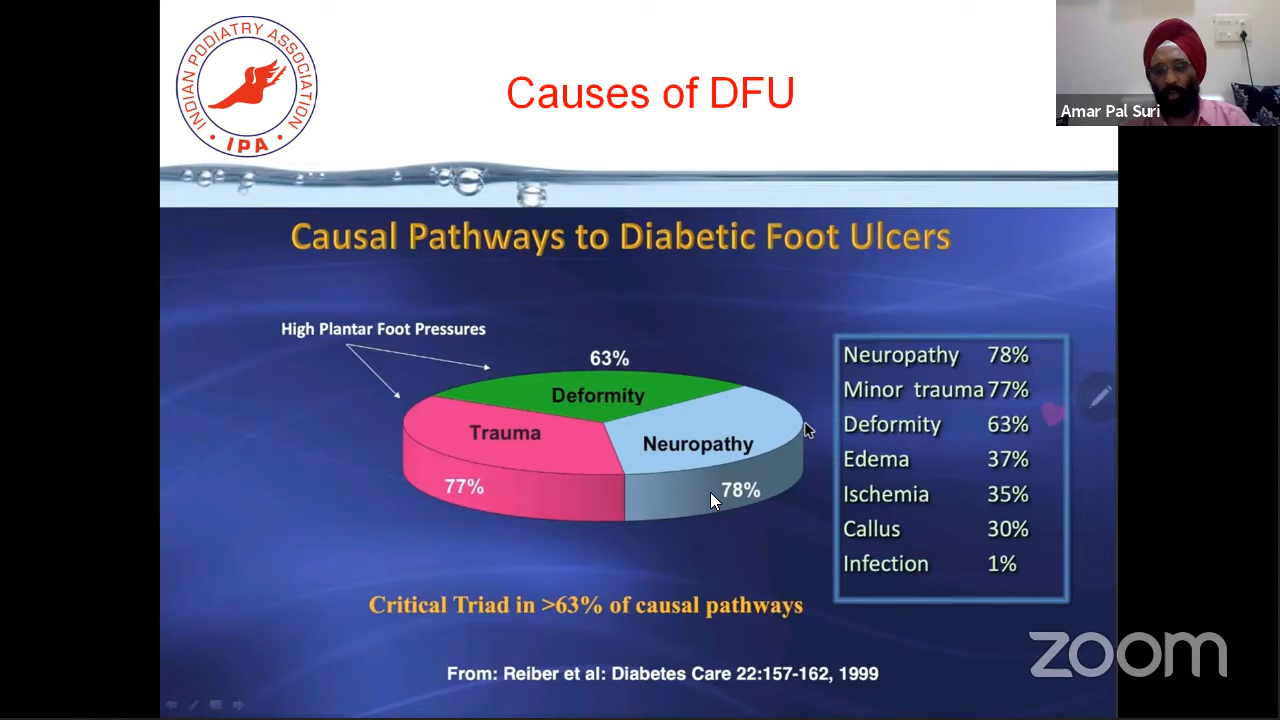 INDIAN PODIATRY ASSOCIATION
• IPA •
Causes of DFU
Amar Pal Suri
Causal Pathways to Diabetic Foot Ulcers
High Plantar Foot Pressures
63%
Deformity
Trauma
Neuropathy
77%
78%
Neuropathy 78%
Minor trauma 77%
Deformity 63%
Edema 37%
Ischemia 35%
Callus 30%
Infection 1%
Critical Triad in >63% of causal pathways
zoom
From: Reiber et al: Diabetes Care 22:157-162, 1999